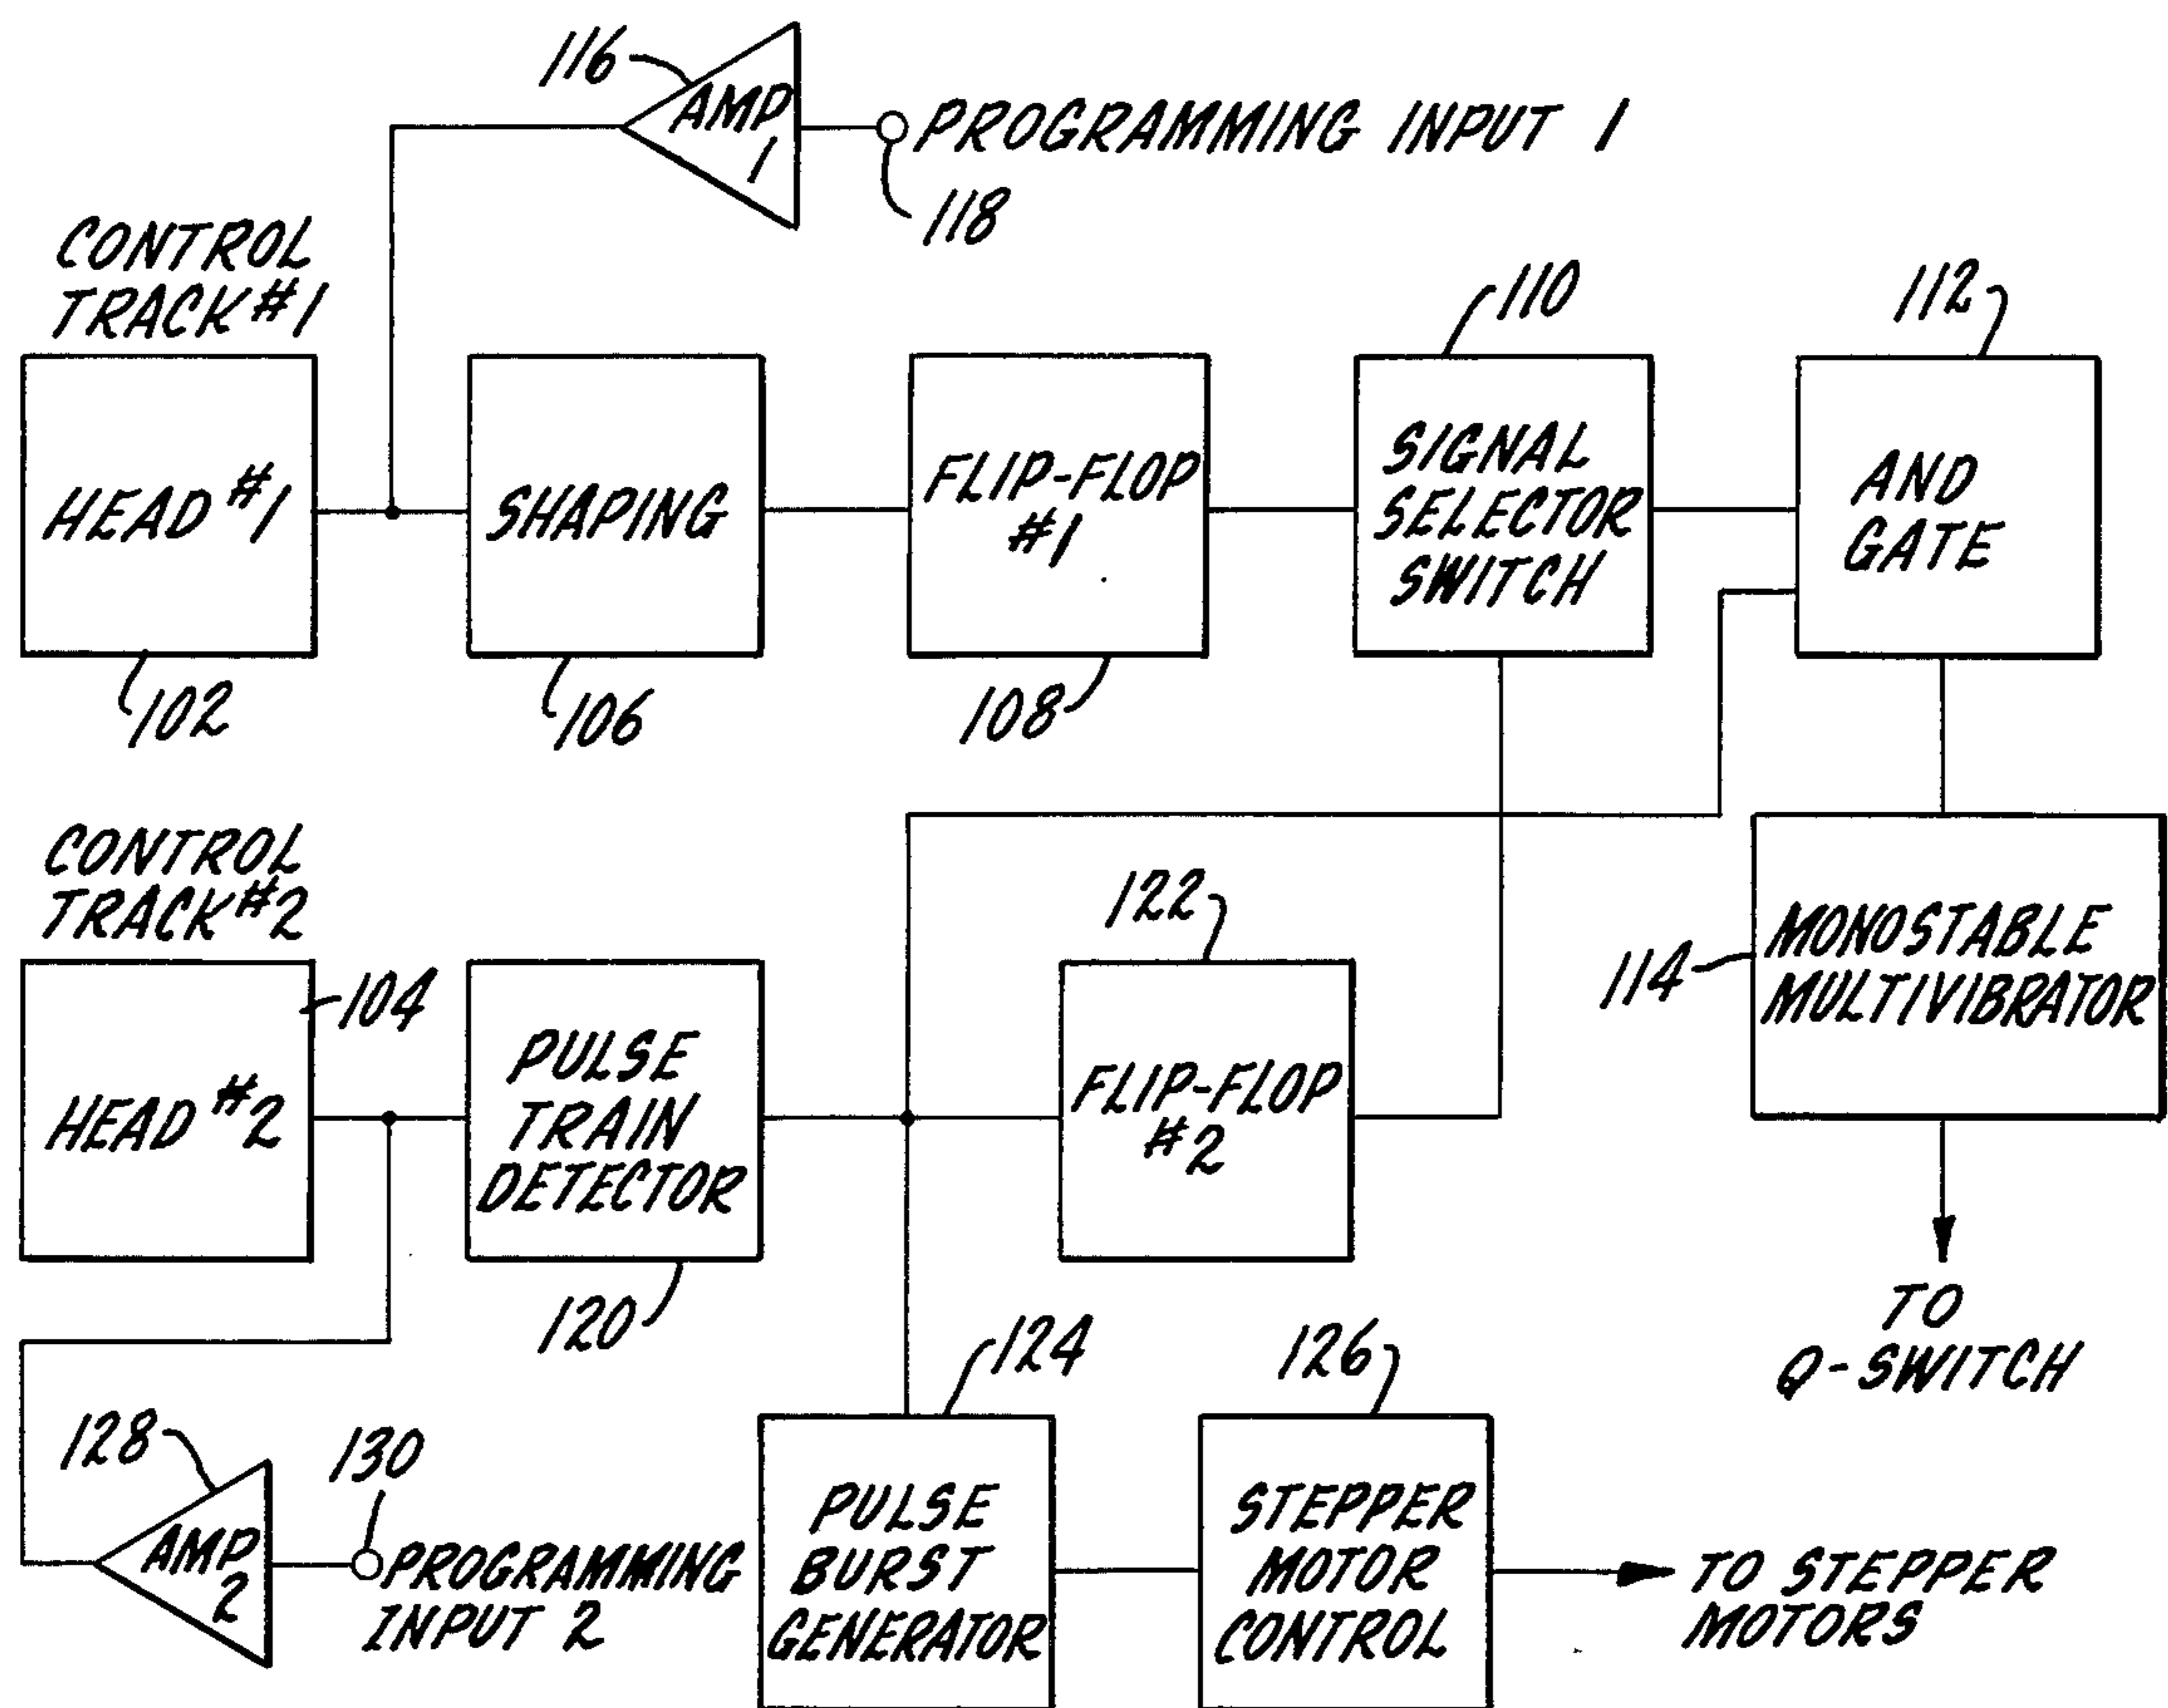 116
AMP
1
PROGRAMMING INPUT 1
118
CONTROL
TRACK #1
110
112
HEAD #1
SHAPING
FLIP-FLOP
#1
SIGNAL
SELECTOR
SWITCH
AND
GATE
102
106
108
CONTROL
TRACK #2
122
104
114
MONOSTABLE
MULTIVIBRATOR
HEAD #2
PULSE
TRAIN
DETECTOR
FLIP-FLOP
#2
120
124
126
TO
Q-SWITCH
128
130
AMP
2
PROGRAMMING
INPUT 2
PULSE
BURST
GENERATOR
STEPPER
MOTOR
CONTROL
TO STEPPER
MOTORS